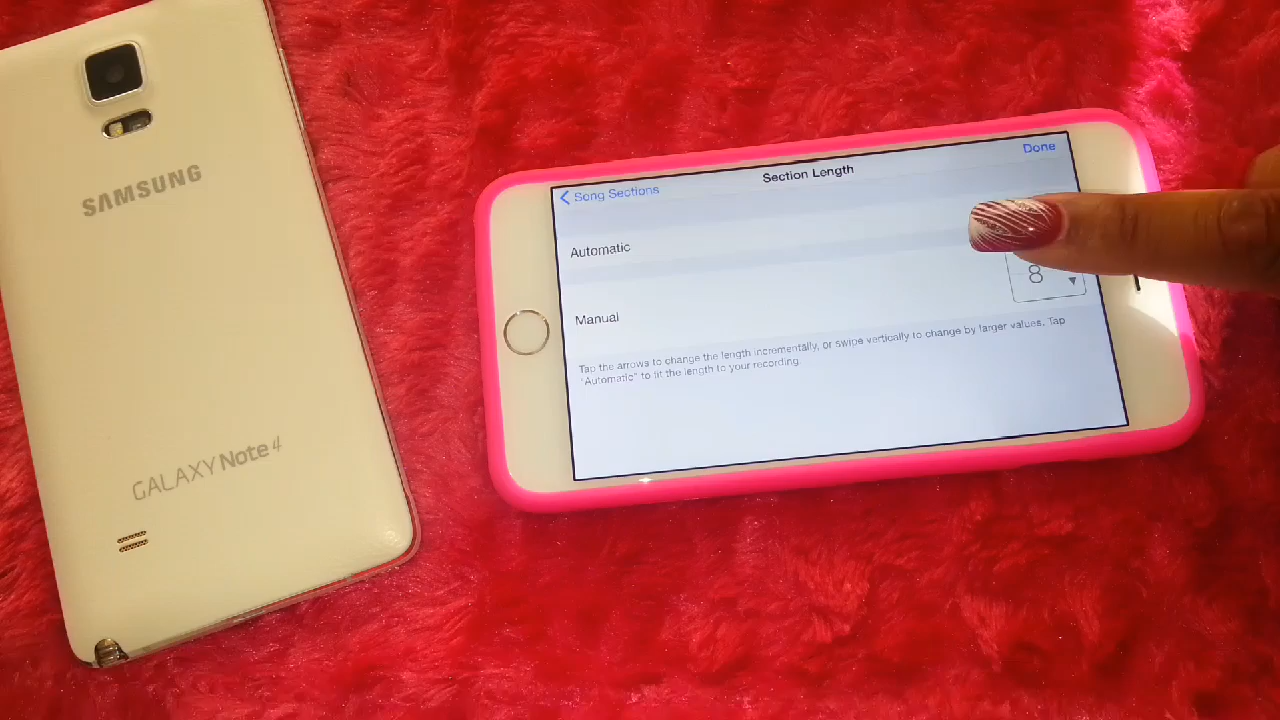 SAMSUNG
GALAXY Note 4
Song Sections
Section Length
Done
Automatic
Manual
8
Tap the arrows to change the length incrementally, or swipe vertically to change by larger values. Tap
"Automatic" to fit the length to your recording.